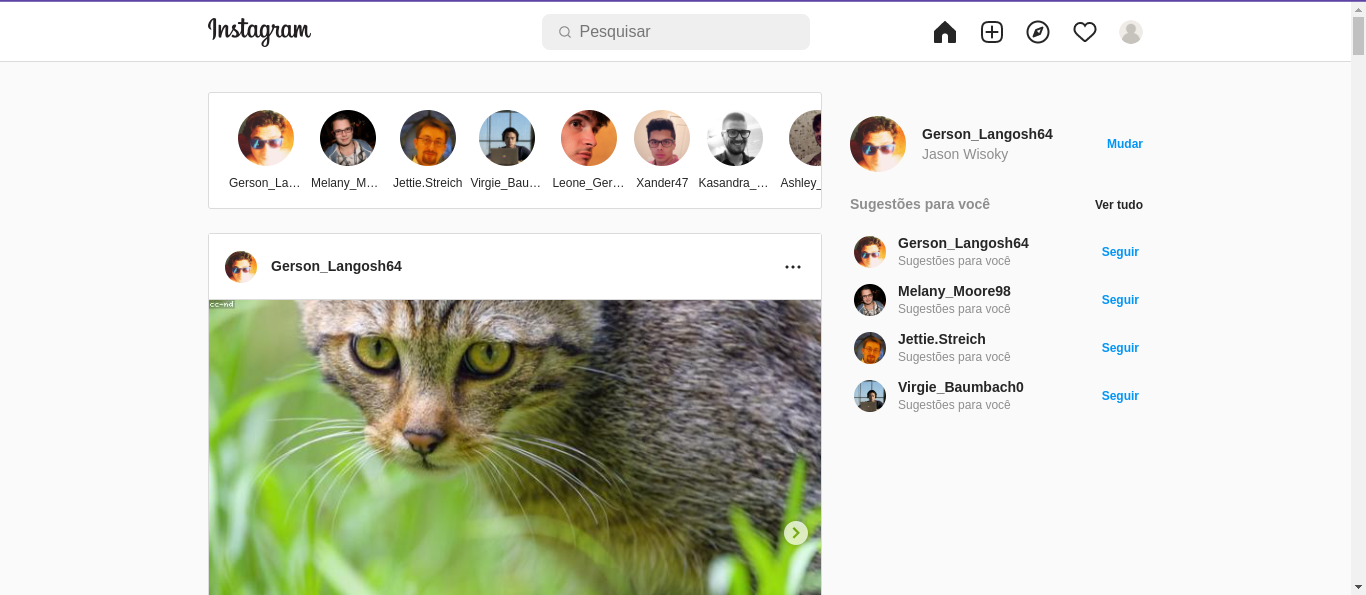 Instagram
Pesquisar
Gerson_La...
Melany_M...
Jettie.Streich
Virgie_Bau...
Leone_Ger...
Xander47
Kasandra_...
Ashley_
Gerson_Langosh64
Jason Wisoky
Mudar
Sugestões para você
Ver tudo
Gerson_Langosh64
Sugestões para você
Seguir
Melany_Moore98
Sugestões para você
Seguir
Jettie.Streich
Sugestões para você
Seguir
Virgie_Baumbach0
Sugestões para você
Seguir
Gerson_Langosh64
cc-nd